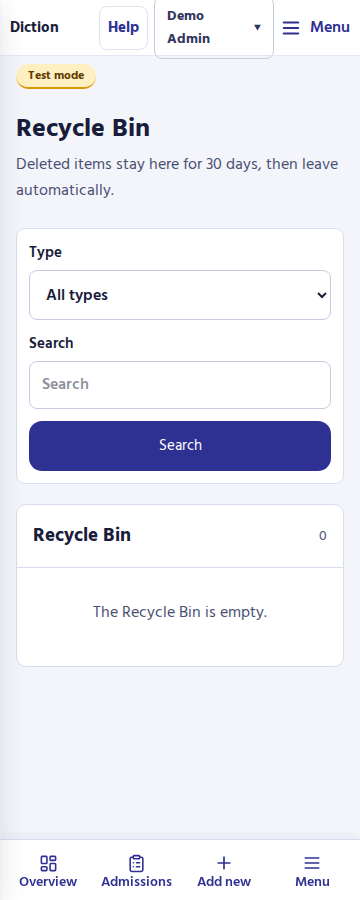 Diction
Help
Demo
Admin
Menu
Test mode
Recycle Bin
Deleted items stay here for 30 days, then leave
automatically.
Type
All types
Search
Search
Search
Recycle Bin
0
The Recycle Bin is empty.
Overview
Admissions
Add new
Menu